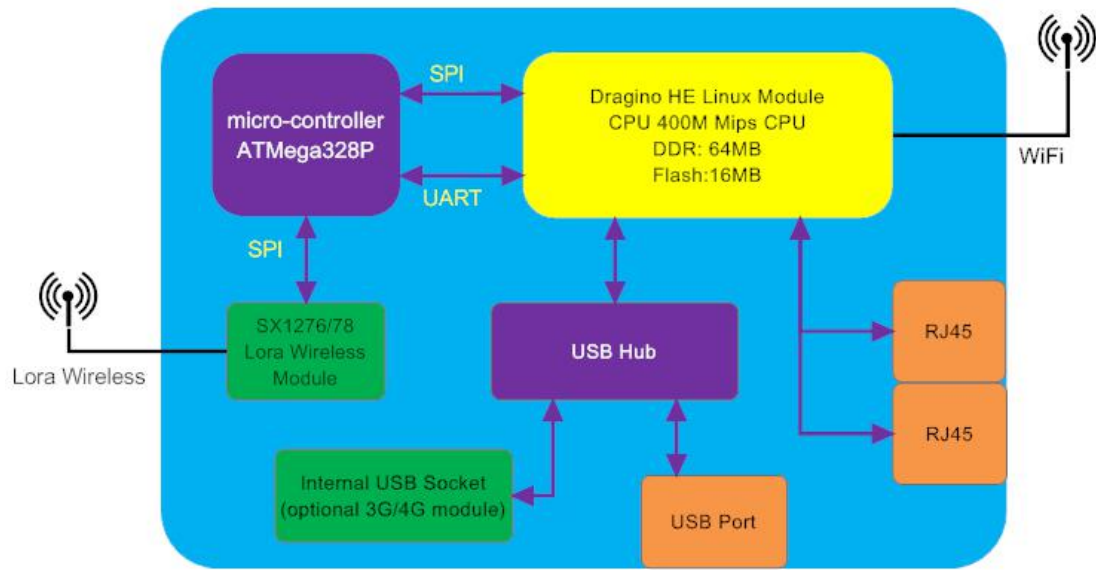 SPI
micro-controller
ATMega328P
Dragino HE Linux Module
CPU 400M Mips CPU
DDR: 64MB
Flash:16MB
WiFi
UART
SPI
SX1276/78
Lora Wireless
Module
Lora Wireless
USB Hub
RJ45
RJ45
Internal USB Socket
(optional 3G/4G module)
USB Port